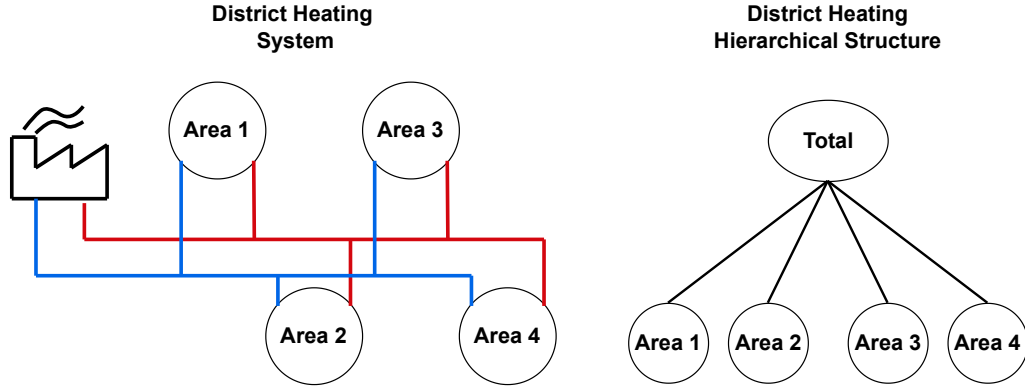 District Heating
System
Area 1
Area 3
Area 2
Area 4
District Heating
Hierarchical Structure
Total
Area 1
Area 2
Area 3
Area 4